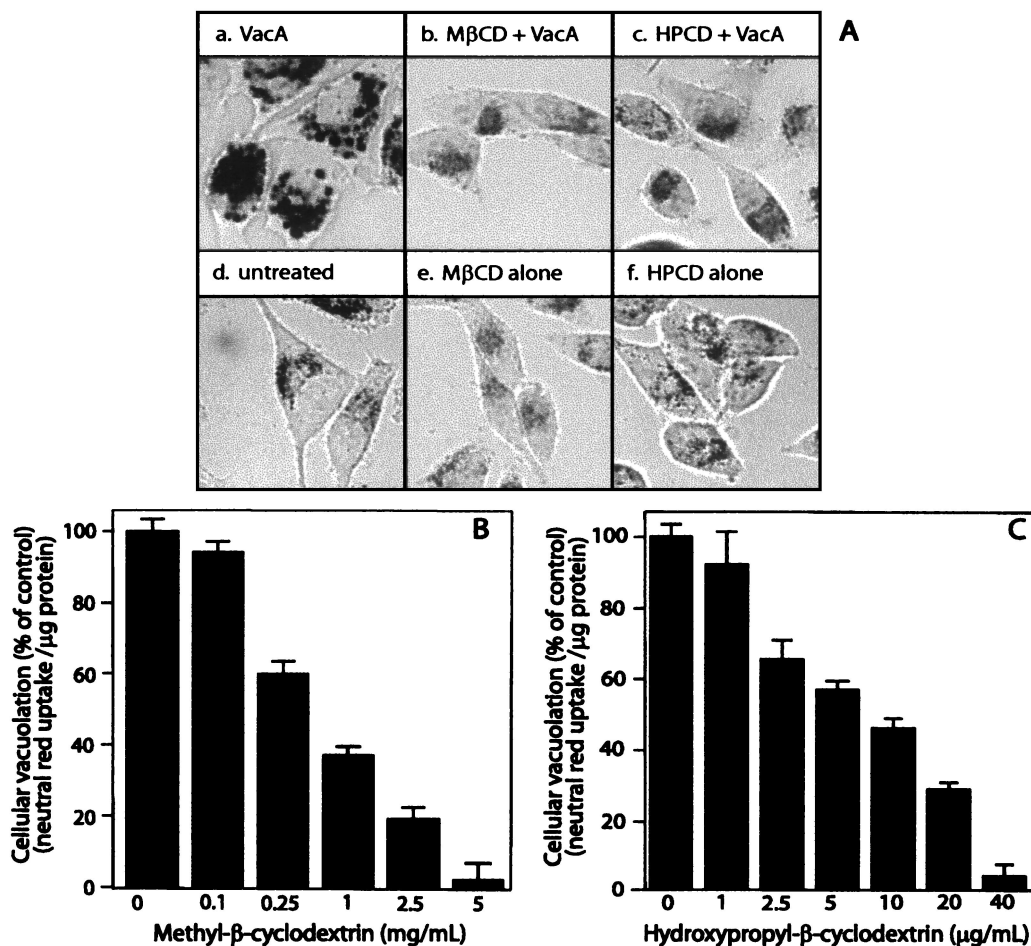 a. VacA
b. MβCD + VacA
c. HPCD + VacA
A
d. untreated
e. MβCD alone
f. HPCD alone
B
Cellular vacuolation (% of control)
(neutral red uptake /µg protein)
100
80
60
40
20
0
0 0.1 0.25 1 2.5 5
Methyl-β-cyclodextrin (mg/mL)
C
Cellular vacuolation (% of control)
(neutral red uptake /µg protein)
100
80
60
40
20
0
0 1 2.5 5 10 20 40
Hydroxypropyl-β-cyclodextrin (µg/mL)